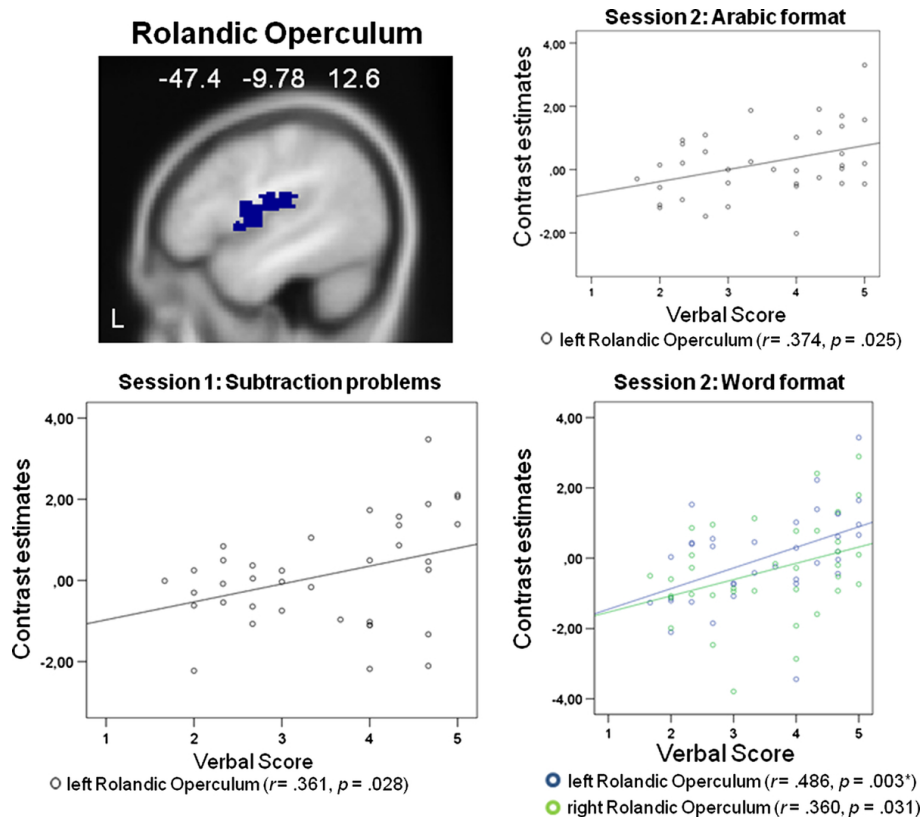 Rolandic Operculum
-47.4 -9.78 12.6
L
Session 2: Arabic format
Contrast estimates
4,00
2,00
,00
-2,00
1 2 3 4 5
Verbal Score
left Rolandic Operculum (r= .374, p = .025)
Session 1: Subtraction problems
Contrast estimates
4,00
2,00
,00
-2,00
1 2 3 4 5
Verbal Score
left Rolandic Operculum (r= .361, p = .028)
Session 2: Word format
Contrast estimates
4,00
2,00
,00
-2,00
-4,00
1 2 3 4 5
Verbal Score
left Rolandic Operculum (r= .486, p = .003*)
right Rolandic Operculum (r= .360, p = .031)